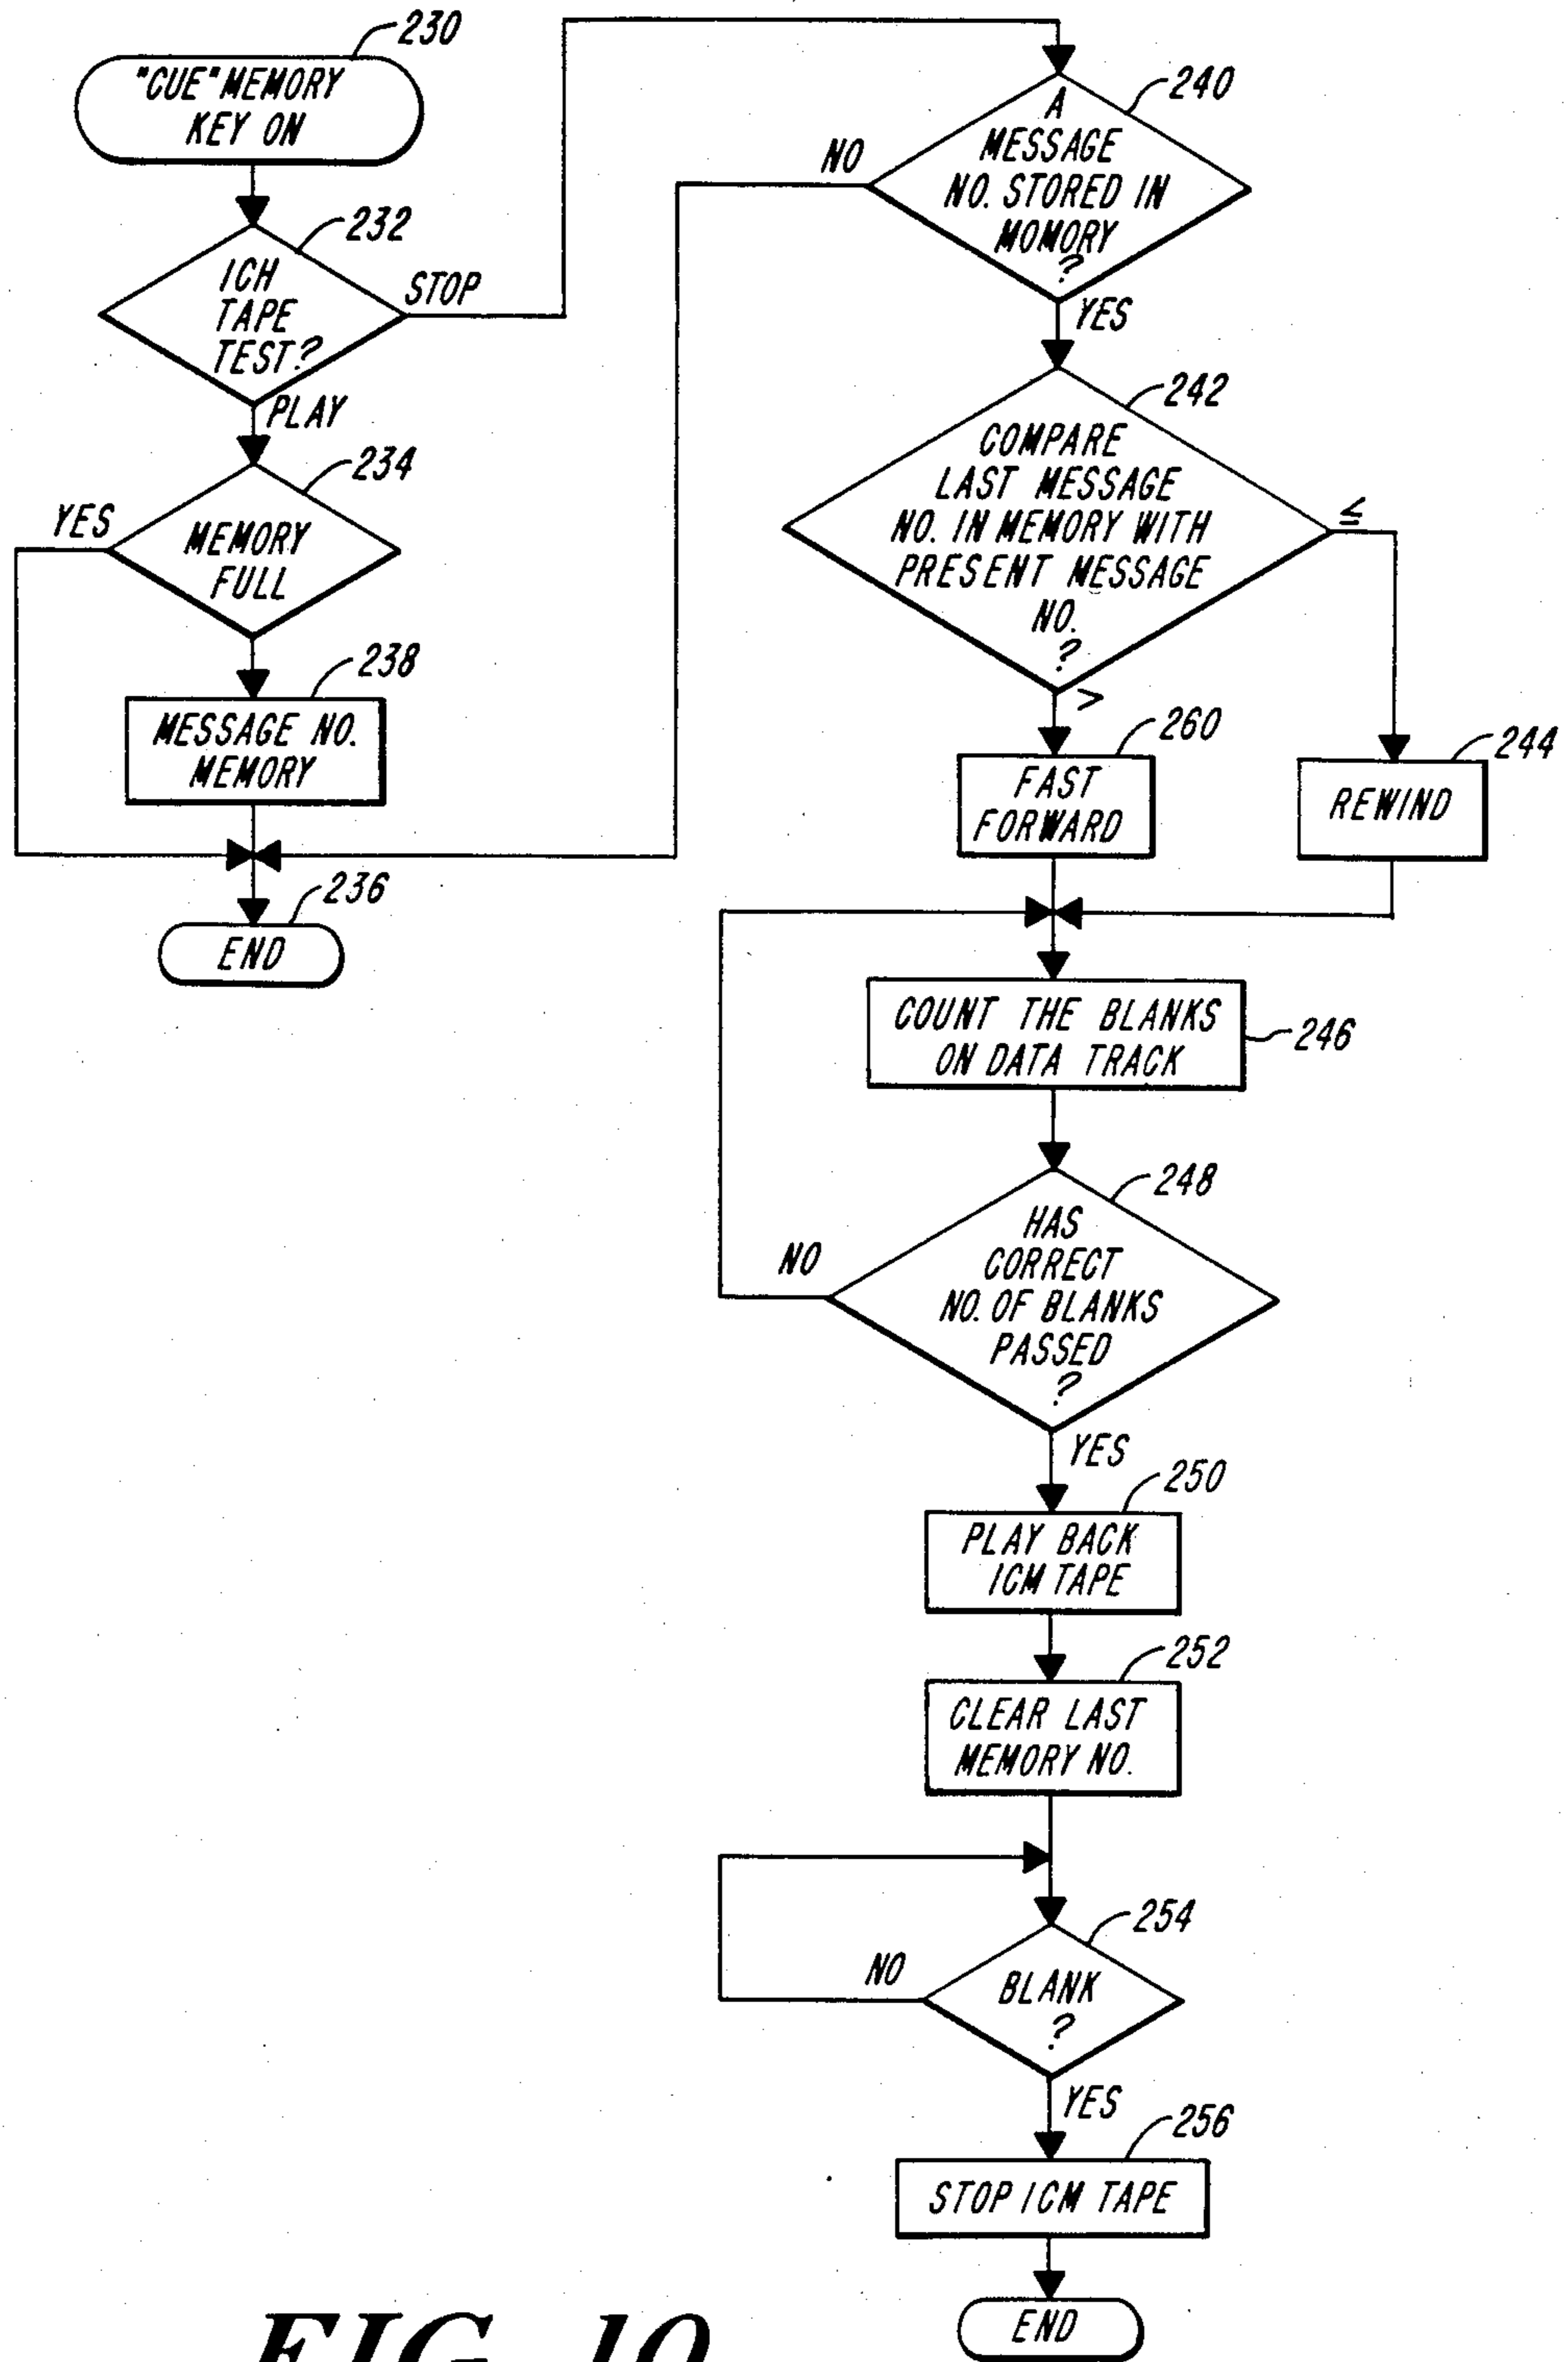 230
"CUE" MEMORY
KEY ON
232
ICH
TAPE
TEST?
STOP
PLAY
234
YES
MEMORY
FULL
238
MESSAGE NO.
MEMORY
236
END
240
NO
A
MESSAGE
NO. STORED IN
MOMORY
?
YES
242
COMPARE
LAST MESSAGE
NO. IN MEMORY WITH
PRESENT MESSAGE
NO.
?
≤
>
260
FAST
FORWARD
244
REWIND
COUNT THE BLANKS
ON DATA TRACK
246
248
HAS
CORRECT
NO. OF BLANKS
PASSED
?
NO
YES
250
PLAY BACK
ICM TAPE
252
CLEAR LAST
MEMORY NO.
254
NO
BLANK
?
YES
256
STOP ICM TAPE
END
FIG. 10